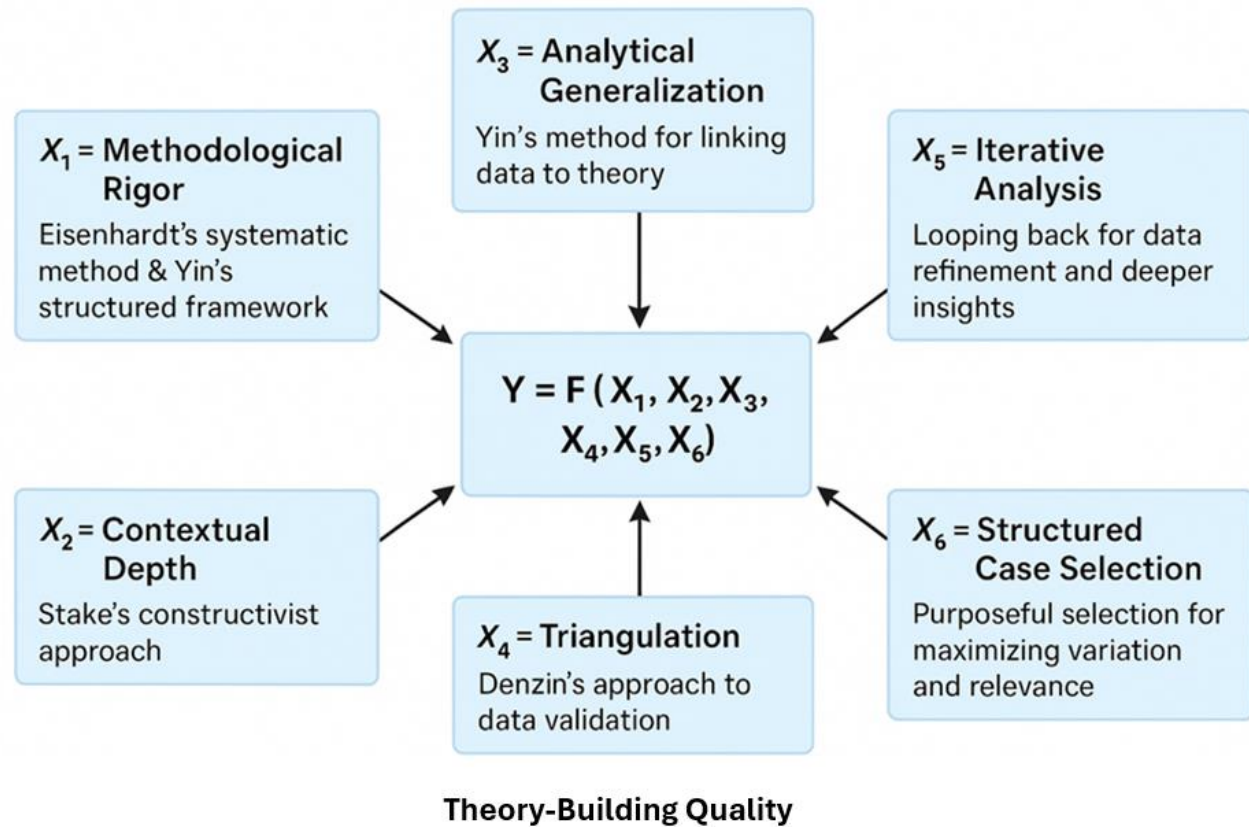 X₃ = Analytical
Generalization
Yin's method for linking
data to theory
X₁ = Methodological
Rigor
Eisenhardt's systematic
method & Yin's
structured framework
X₅ = Iterative
Analysis
Looping back for data
refinement and deeper
insights
Y = F ( X₁, X₂, X₃,
X₄, X₅, X₆)
X₂ = Contextual
Depth
Stake's constructivist
approach
X₄ = Triangulation
Denzin's approach to
data validation
X₆ = Structured
Case Selection
Purposeful selection for
maximizing variation
and relevance
Theory-Building Quality